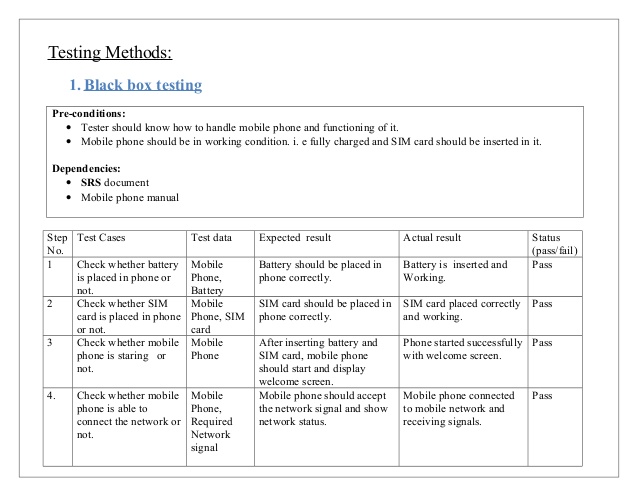 Testing Methods:
1. Black box testing
Pre-conditions:
• Tester should know how to handle mobile phone and functioning of it.
• Mobile phone should be in working condition. i. e fully charged and SIM card should be inserted in it.
Dependencies:
• SRS document
• Mobile phone manual
Step No. Test Cases Test data Expected result Actual result Status (pass/fail)
1 Check whether battery is placed in phone or not. Mobile Phone, Battery Battery should be placed in phone correctly. Battery is inserted and Working. Pass
2 Check whether SIM card is placed in phone or not. Mobile Phone, SIM card SIM card should be placed in phone correctly. SIM card placed correctly and working. Pass
3 Check whether mobile phone is staring or not. Mobile Phone After inserting battery and SIM card, mobile phone should start and display welcome screen. Phone started successfully with welcome screen. Pass
4. Check whether mobile phone is able to connect the network or not. Mobile Phone, Required Network signal Mobile phone should accept the network signal and show network status. Mobile phone connected to mobile network and receiving signals. Pass